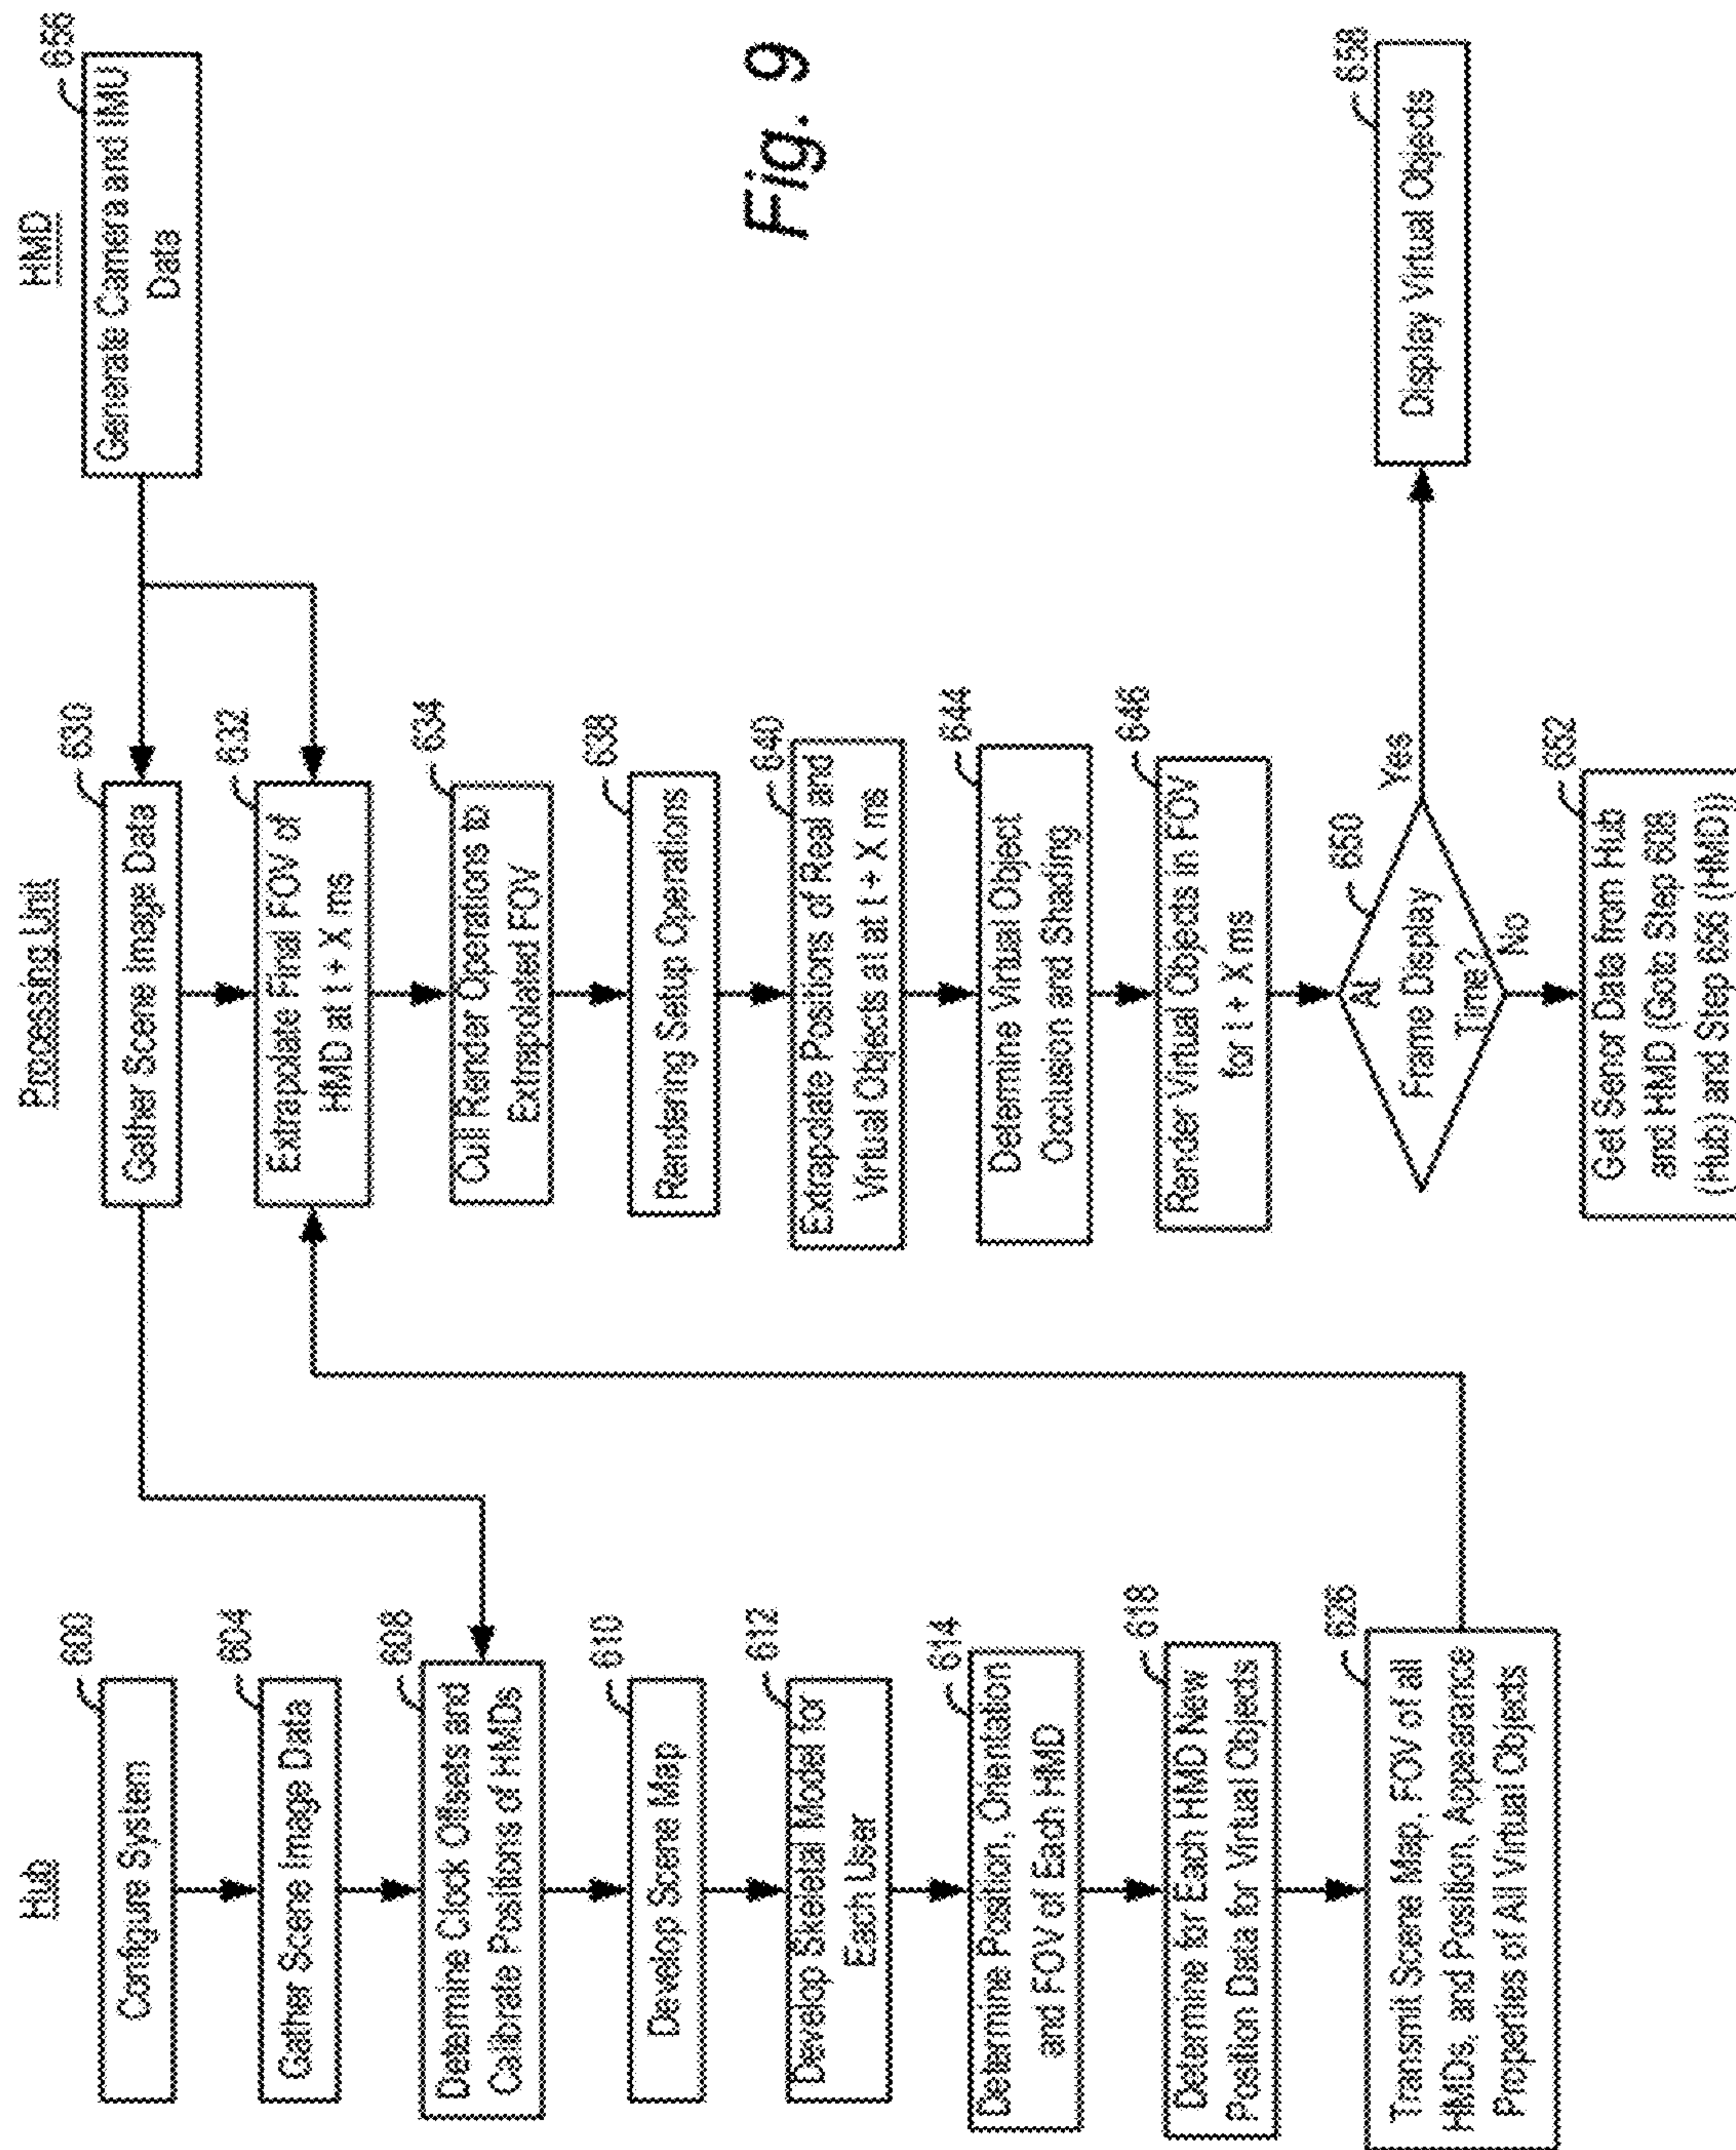 Hub
600
Configure System
604
Gather Scene Image Data
608
Determine Clock Offsets and
Calibrate Positions of HMDs
610
Develop Scene Map
612
Develop Skeletal Model for
Each User
614
Determine Position, Orientation
and FOV of Each HMD
618
Determine for Each HMD New
Position Data for Virtual Objects
626
Transmit Scene Map, FOV of all
HMDs, and Position, Appearance
Properties of All Virtual Objects
Processing Unit
630
Gather Scene Image Data
632
Extrapolate Final FOV of
HMD at t + X ms
634
Cull Render Operations to
Extrapolated FOV
638
Rendering Setup Operations
640
Extrapolate Positions of Real and
Virtual Objects at at t + X ms
644
Determine Virtual Object
Occlusion and Shading
646
Render Virtual Objects in FOV
for t + X ms
650
At
Frame Display
Time?
Yes
No
652
Get Senor Data from Hub
and HMD (Goto Step 608
(Hub) and Step 656 (HMD))
HMD
656
Generate Camera and IMU
Data
658
Display Virtual Objects
Fig. 9